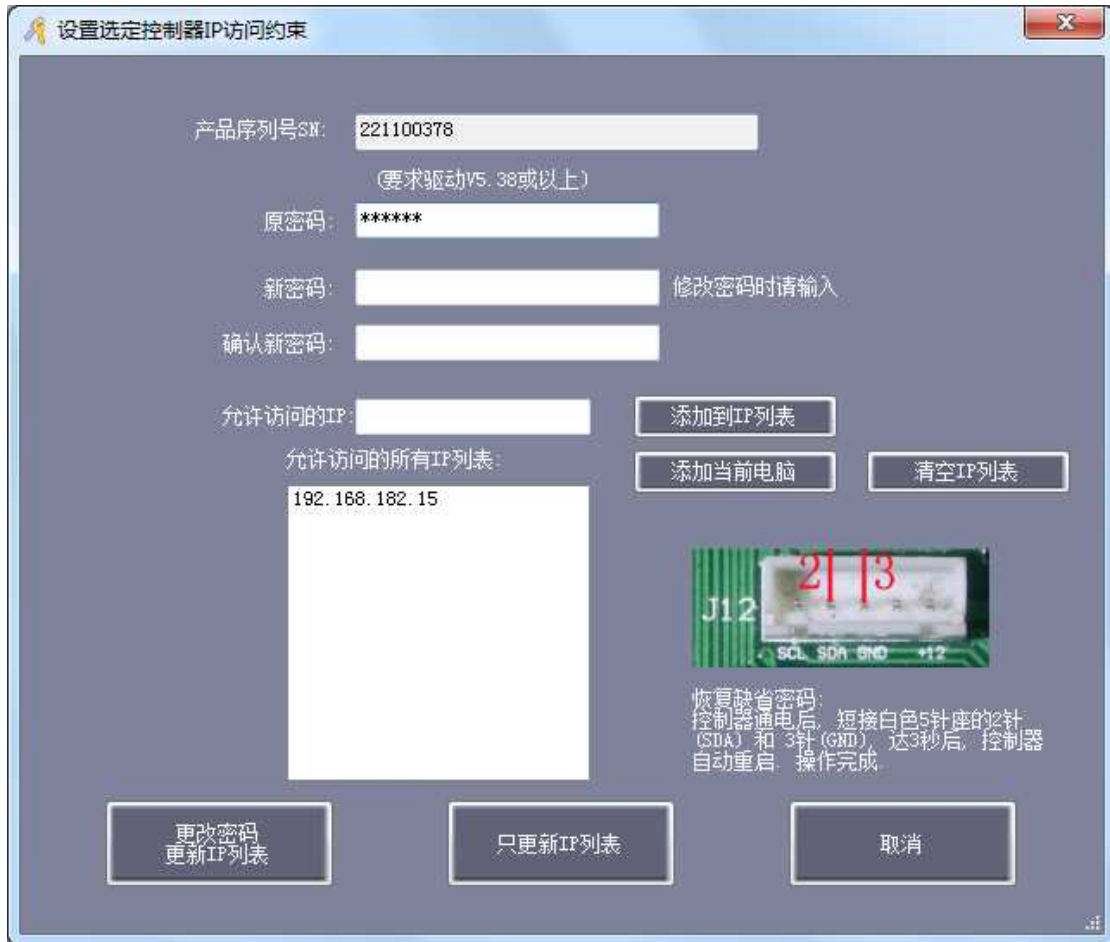 设置选定控制器IP访问约束
产品序列号SN: 221100378
(要求驱动V5.38或以上)
原密码: ******
新密码: 修改密码时请输入
确认新密码:
允许访问的IP: 添加到IP列表
允许访问的所有IP列表: 添加当前电脑 清空IP列表
192.168.182.15
2 3
J12
SCL SDA GND +12
恢复缺省密码:
控制器通电后, 短接白色5针座的2针
(SDA) 和 3针(GND), 达3秒后, 控制器
自动重启. 操作完成.
更改密码 只更新IP列表 取消
更新IP列表